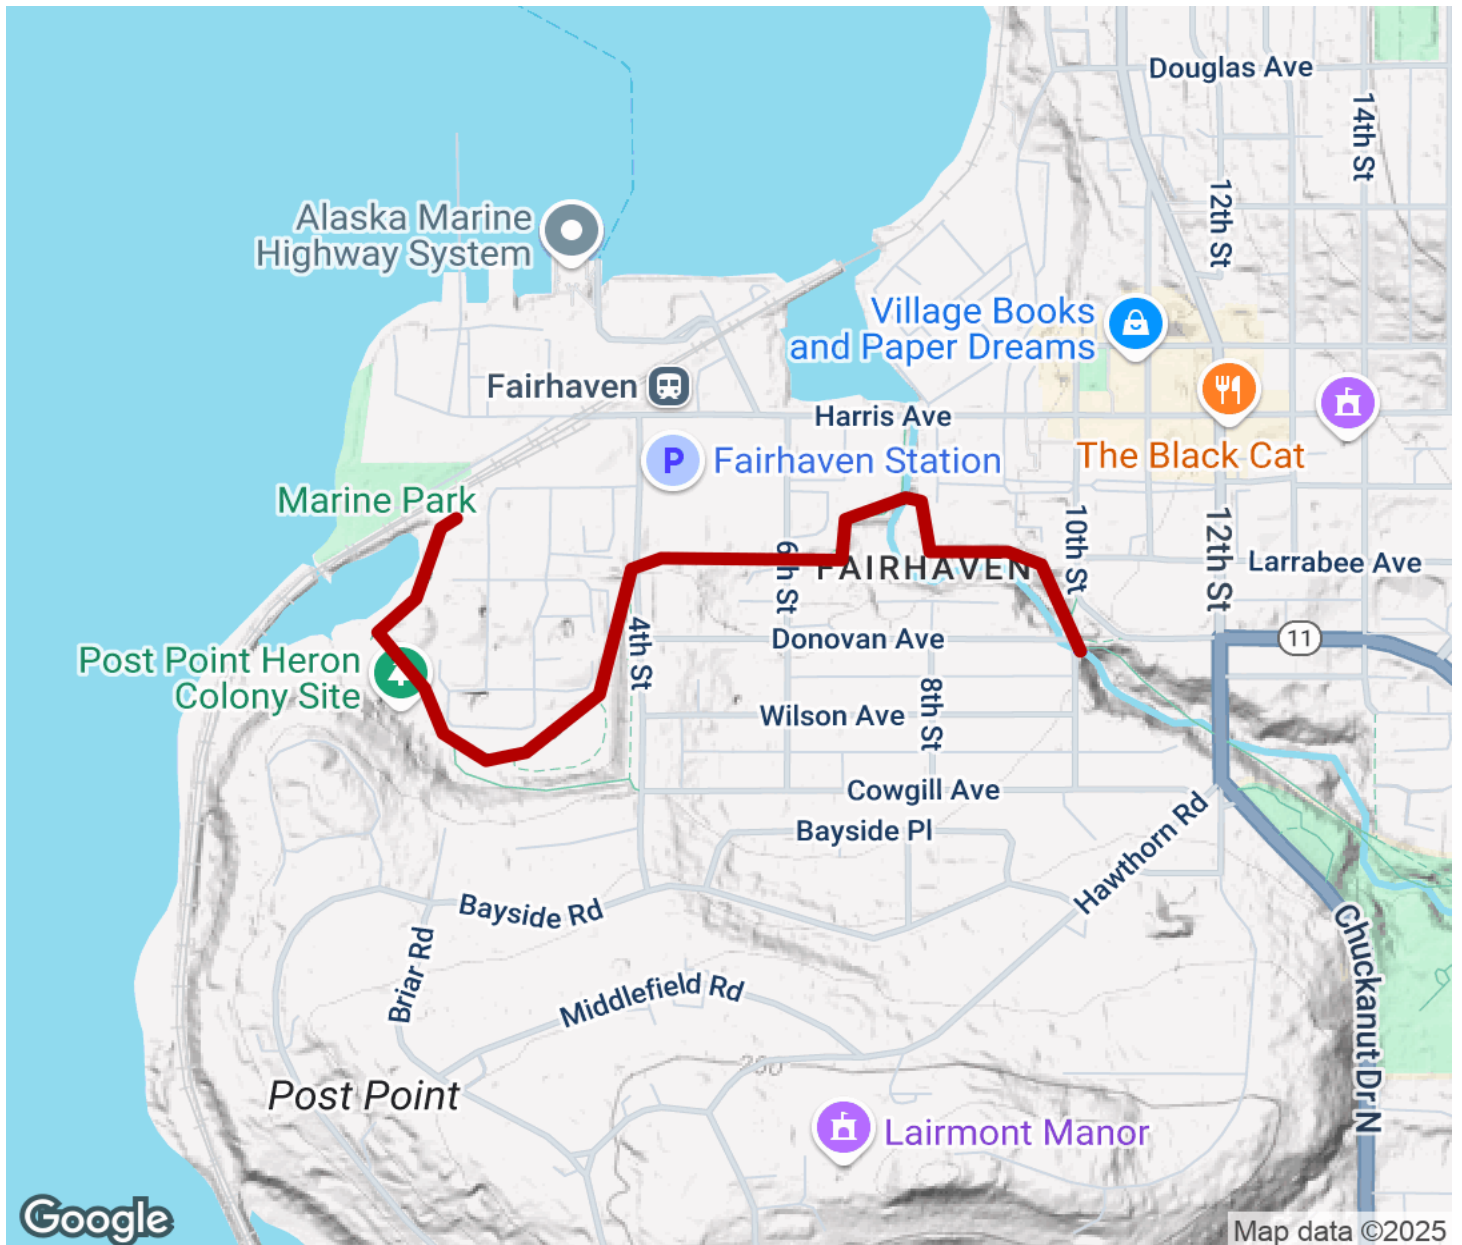 Douglas Ave
14th St
12th St
Alaska Marine
Highway System
Village Books
and Paper Dreams
Fairhaven
Harris Ave
P
Fairhaven Station
The Black Cat
Marine Park
10th St
12th St
6th St
FAIRHAVEN
Larrabee Ave
4th St
Donovan Ave
11
Post Point Heron
Colony Site
8th St
Wilson Ave
Cowgill Ave
Bayside Pl
Hawthorn Rd
Bayside Rd
Briar Rd
Middlefield Rd
Chuckanut Dr N
200
Post Point
Lairmont Manor
Google
Map data ©2025